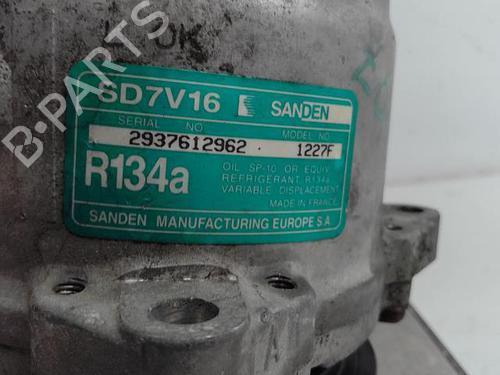 OK
B-PARTS
SD7V16 SANDEN
SERIAL NO MODEL NO
2937612962 · 1227F
R134a
OIL SP-10 OR EQUIV.
REFRIGERANT R134a
VARIABLE DISPLACEMENT
MADE IN FRANCE
SANDEN MANUFACTURING EUROPE S.A.